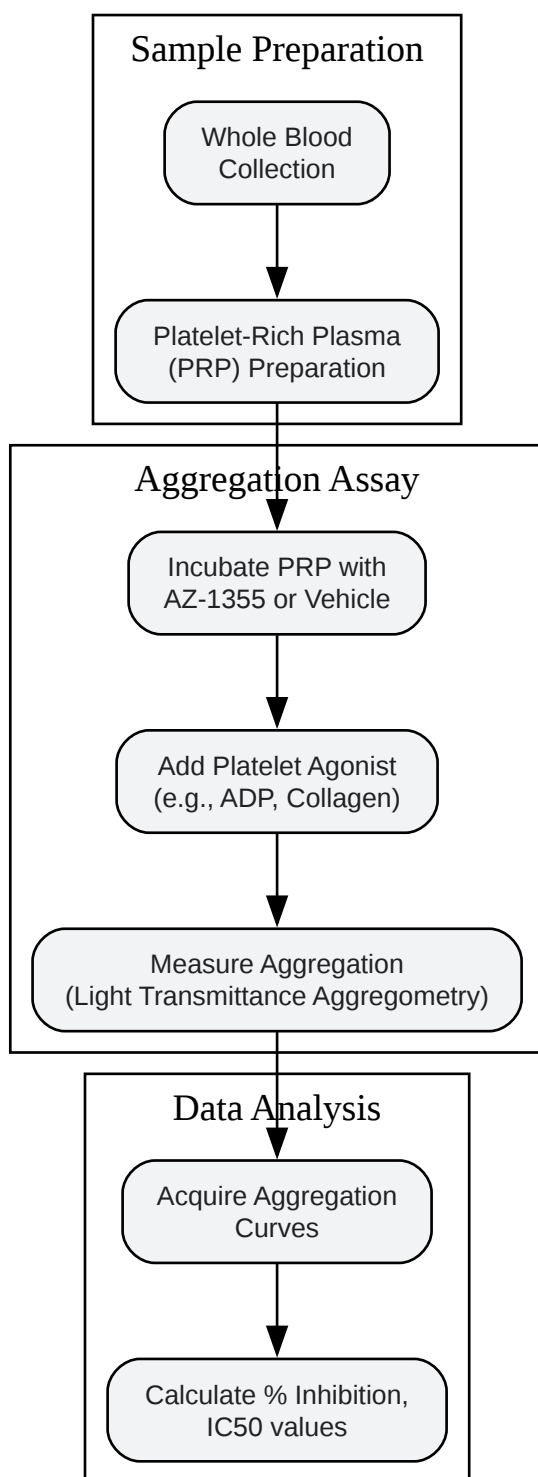 Sample Preparation
Whole Blood
Collection
Platelet-Rich Plasma
(PRP) Preparation
Aggregation Assay
Incubate PRP with
AZ-1355 or Vehicle
Add Platelet Agonist
(e.g., ADP, Collagen)
Measure Aggregation
(Light Transmittance Aggregometry)
Data Analysis
Acquire Aggregation
Curves
Calculate % Inhibition,
IC50 values